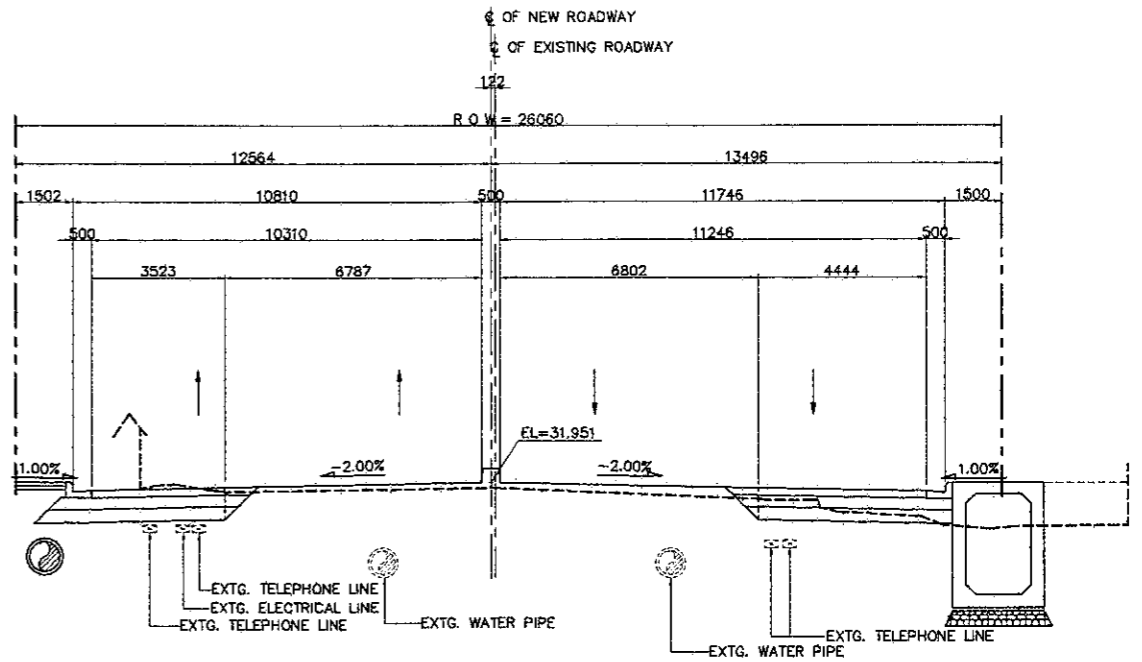 ℄ OF NEW ROADWAY
℄ OF EXISTING ROADWAY
122
R O W = 26060
12564 13496
1502 10810 500 11746 1500
500 10310 11246 500
3523 6787 6802 4444
EL=31.951
1.00% -2.00% -2.00% 1.00%
EXTG. TELEPHONE LINE
EXTG. ELECTRICAL LINE
EXTG. TELEPHONE LINE
EXTG. WATER PIPE
EXTG. TELEPHONE LINE
EXTG. WATER PIPE